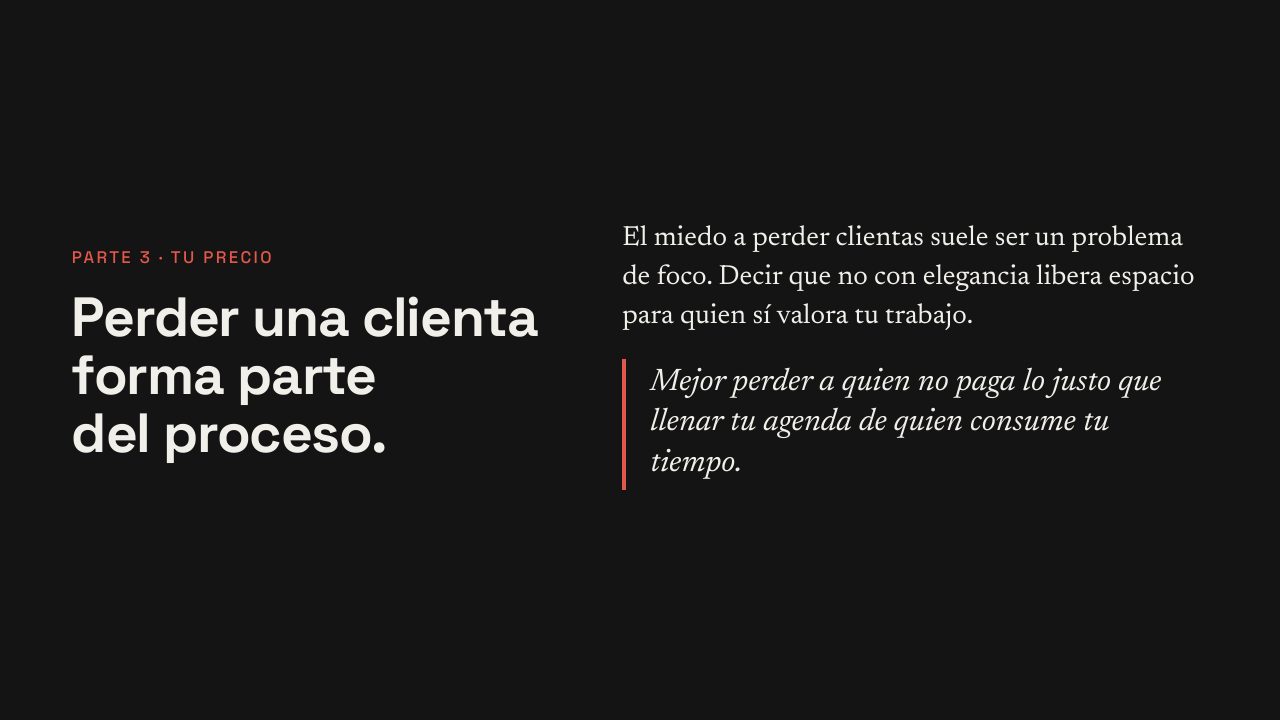 PARTE 3 · TU PRECIO
Perder una clienta
forma parte
del proceso.
El miedo a perder clientas suele ser un problema
de foco. Decir que no con elegancia libera espacio
para quien sí valora tu trabajo.
Mejor perder a quien no paga lo justo que
llenar tu agenda de quien consume tu
tiempo.